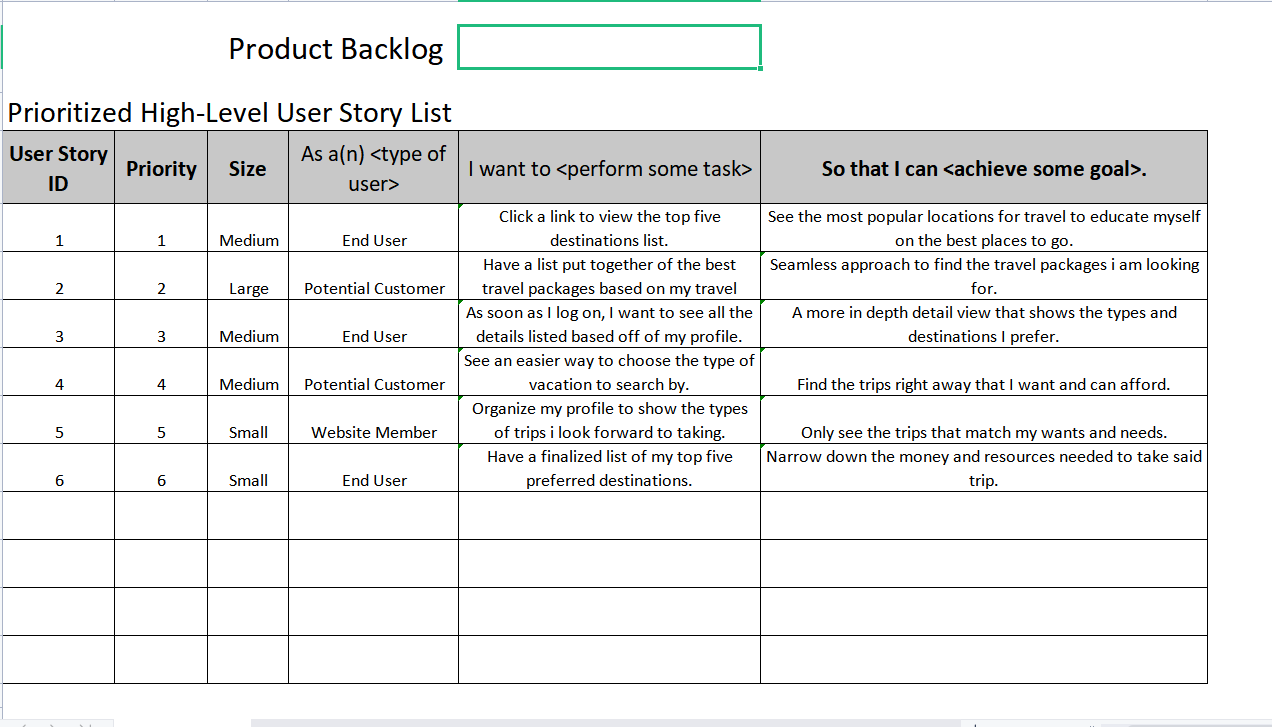 Product Backlog
Prioritized High-Level User Story List
User Story
ID
Priority
Size
As a(n) <type of
user>
I want to <perform some task>
So that I can <achieve some goal>.
1
1
Medium
End User
Click a link to view the top five
destinations list.
See the most popular locations for travel to educate myself
on the best places to go.
2
2
Large
Potential Customer
Have a list put together of the best
travel packages based on my travel
Seamless approach to find the travel packages i am looking
for.
3
3
Medium
End User
As soon as I log on, I want to see all the
details listed based off of my profile.
A more in depth detail view that shows the types and
destinations I prefer.
4
4
Medium
Potential Customer
See an easier way to choose the type of
vacation to search by.
Find the trips right away that I want and can afford.
5
5
Small
Website Member
Organize my profile to show the types
of trips i look forward to taking.
Only see the trips that match my wants and needs.
6
6
Small
End User
Have a finalized list of my top five
preferred destinations.
Narrow down the money and resources needed to take said
trip.